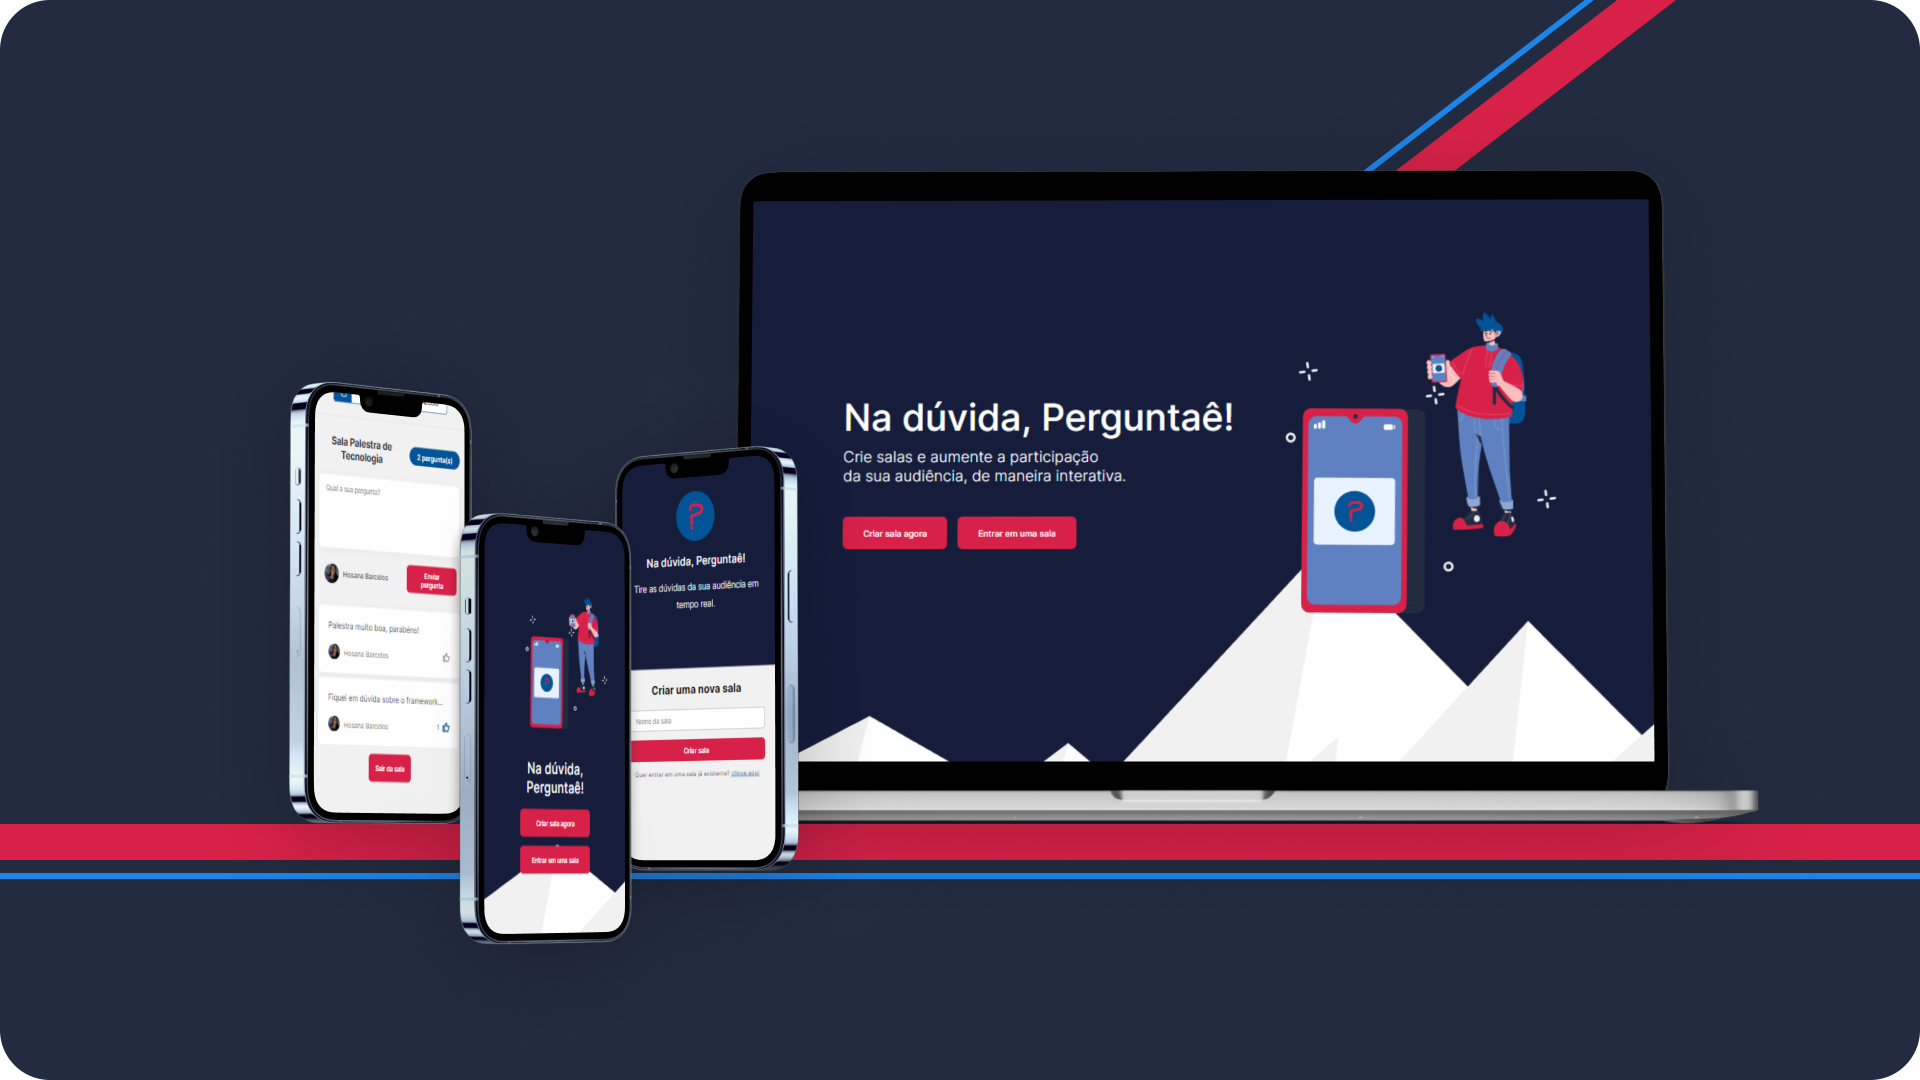 Na dúvida, Perguntaê!
Crie salas e aumente a participação
da sua audiência, de maneira interativa.
Criar sala agora
Entrar em uma sala
Sala Palestra de
Tecnologia
2 pergunta(s)
Qual a sua pergunta?
Hosana Barcelos
Enviar
pergunta
Palestra muito boa, parabéns!
Hosana Barcelos
Fiquei em dúvida sobre o framework...
Hosana Barcelos
1
Sair da sala
Na dúvida,
Perguntaê!
Criar sala agora
Entrar em uma sala
?
Na dúvida, Perguntaê!
Tire as dúvidas da sua audiência em
tempo real.
Criar uma nova sala
Nome da sala
Criar sala
Quer entrar em uma sala já existente? clique aqui